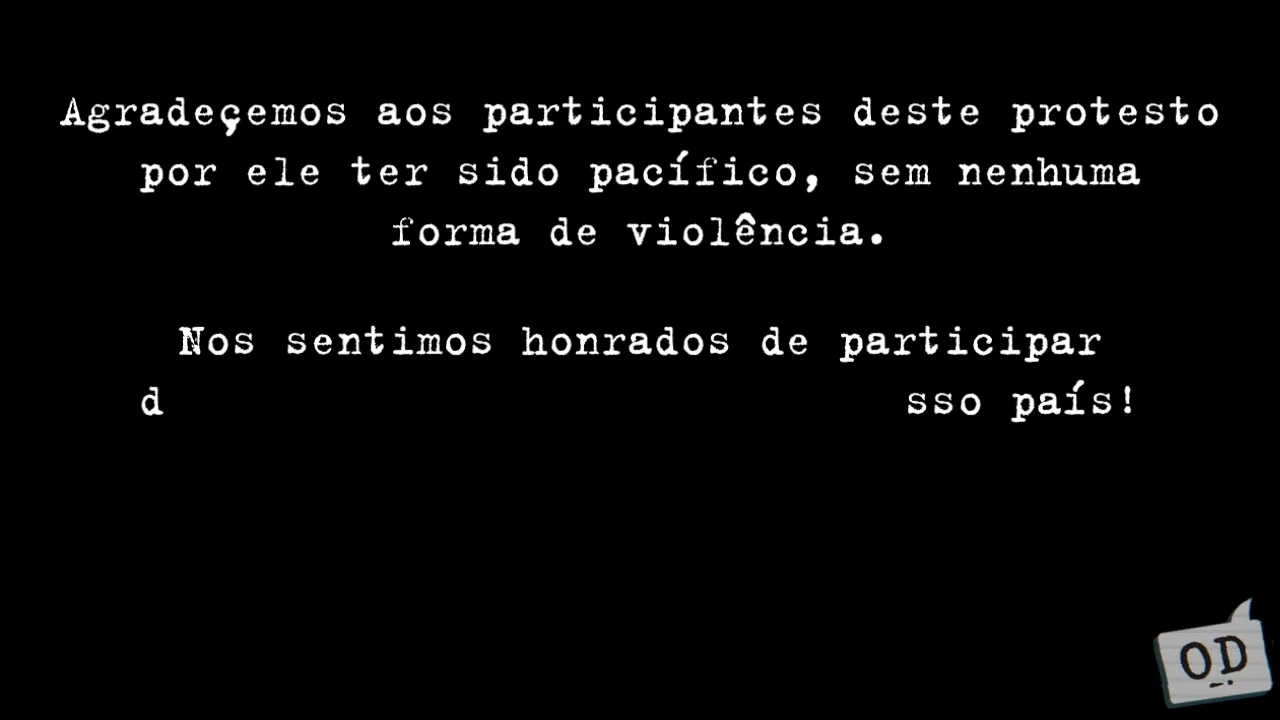 Agradeçemos aos participantes deste protesto
por ele ter sido pacífico, sem nenhuma
forma de violência.
Nos sentimos honrados de participar
d sso país!
OD